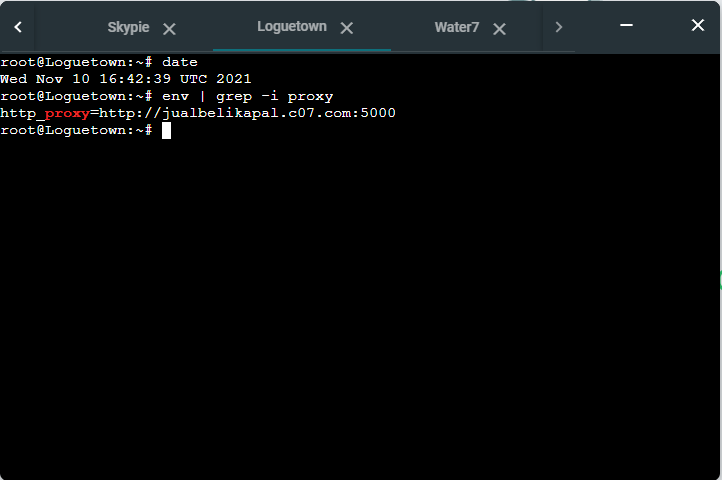 Skypie Loguetown Water7
root@Loguetown:~# date
Wed Nov 10 16:42:39 UTC 2021
root@Loguetown:~# env | grep -i proxy
http_proxy=http://jualbelikapal.c07.com:5000
root@Loguetown:~#